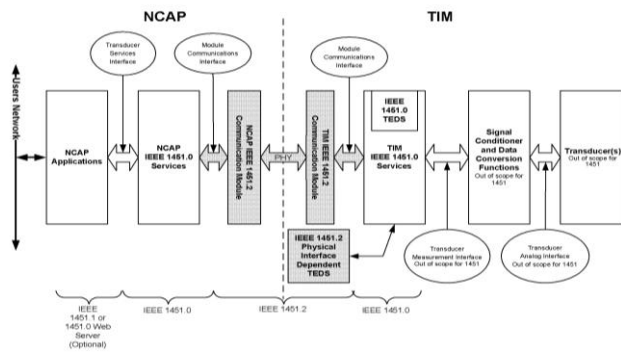 NCAP
TIM
Transducer
Services
Interface
Module
Communications
Interface
Module
Communications
Interface
Users Network
NCAP
Applications
NCAP
IEEE 1451.0
Services
NCAP IEEE 1451.2
Communication Module
PHY
TIM IEEE 1451.2
Communication Module
IEEE
1451.0
TEDS
TIM
IEEE 1451.0
Services
Signal
Conditioner
and Data
Conversion
Functions
Out of scope for
1451
Transducer(s)
Out of scope for
1451
IEEE 1451.2
Physical
Interface
Dependent
TEDS
Transducer
Measurement Interface
Out of scope for 1451
Transducer
Analog Interface
Out of scope for 1451
IEEE
1451.1 or
1451.0 Web
Server
(Optional)
IEEE 1451.0
IEEE 1451.2
IEEE 1451.0